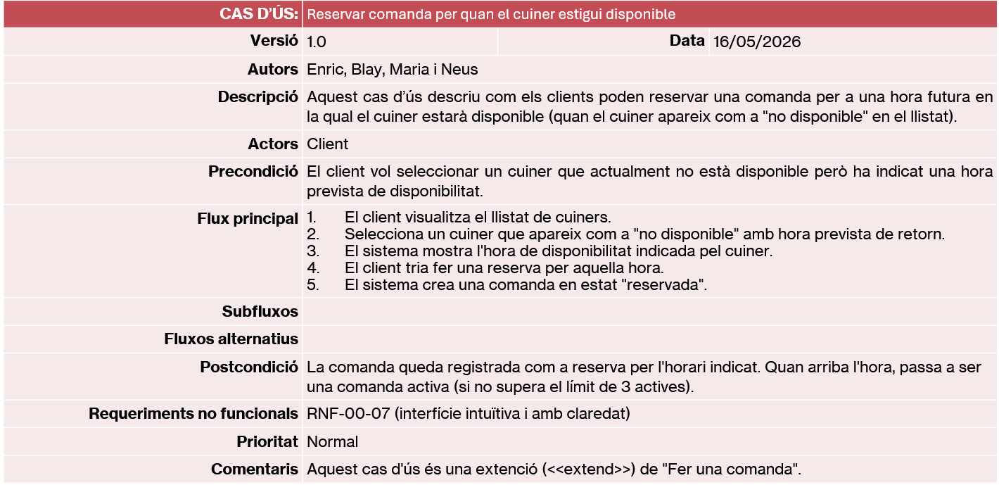 CAS D’ÚS: Reservar comanda per quan el cuiner estigui disponible
Versió 1.0 Data 16/05/2026
Autors Enric, Blay, Maria i Neus
Descripció Aquest cas d’ús descriu com els clients poden reservar una comanda per a una hora futura en
la qual el cuiner estarà disponible (quan el cuiner apareix com a "no disponible" en el llistat).
Actors Client
Precondició El client vol seleccionar un cuiner que actualment no està disponible però ha indicat una hora
prevista de disponibilitat.
Flux principal 1. El client visualitza el llistat de cuiners.
2. Selecciona un cuiner que apareix com a "no disponible" amb hora prevista de retorn.
3. El sistema mostra l'hora de disponibilitat indicada pel cuiner.
4. El client tria fer una reserva per aquella hora.
5. El sistema crea una comanda en estat "reservada".
Subfluxos
Fluxos alternatius
Postcondició La comanda queda registrada com a reserva per l'horari indicat. Quan arriba l'hora, passa a ser
una comanda activa (si no supera el límit de 3 actives).
Requeriments no funcionals RNF-00-07 (interfície intuïtiva i amb claredat)
Prioritat Normal
Comentaris Aquest cas d'ús és una extenció (<<extend>>) de "Fer una comanda".